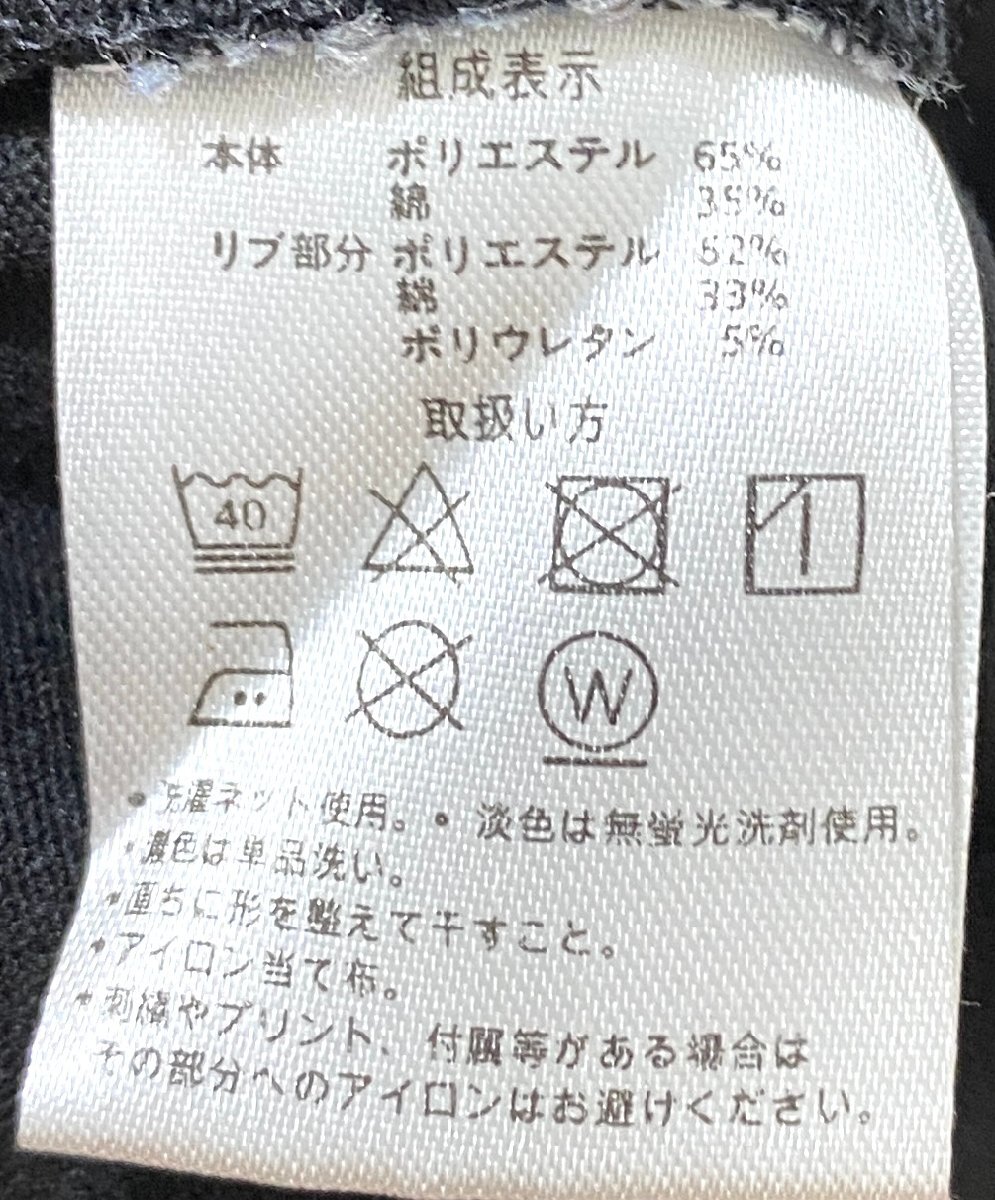 組成表示
本体 ポリエステル 65%
綿 35%
リブ部分 ポリエステル 62%
綿 33%
ポリウレタン 5%
取扱い方
40
W
・洗濯ネット使用。・淡色は無蛍光洗剤使用。
・濃色は単品洗い。
・直ちに形を整えて干すこと。
・アイロン当て布。
・刺繍やプリント、付属等がある場合は
その部分へのアイロンはお避けください。